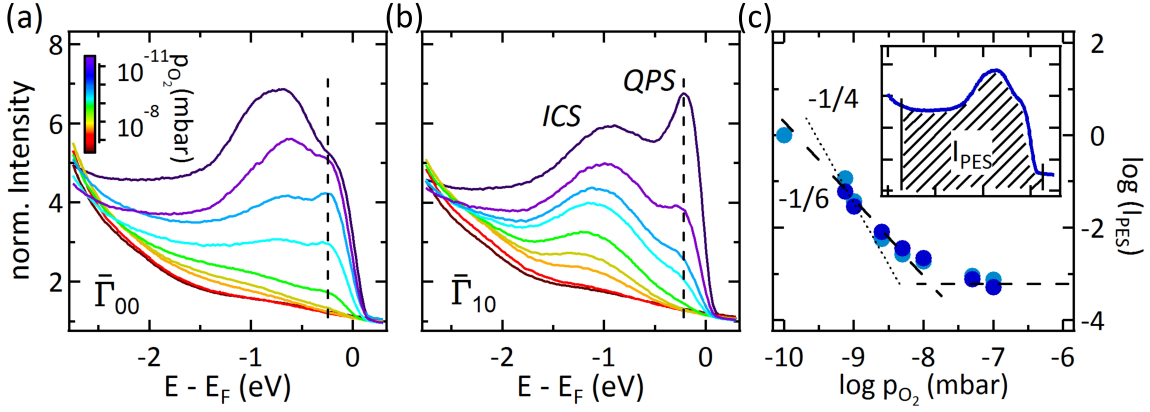 (a)
(b)
(c)
8
6
4
2
norm. Intensity
10⁻¹¹
10⁻⁸
p_O₂ (mbar)
Γ̄₀₀
-2
-1
0
E - E_F (eV)
ICS
QPS
Γ̄₁₀
-2
-1
0
E - E_F (eV)
-1/4
-1/6
I_PES
2
0
-2
-4
log (I_PES)
-10
-9
-8
-7
-6
log p_O₂ (mbar)